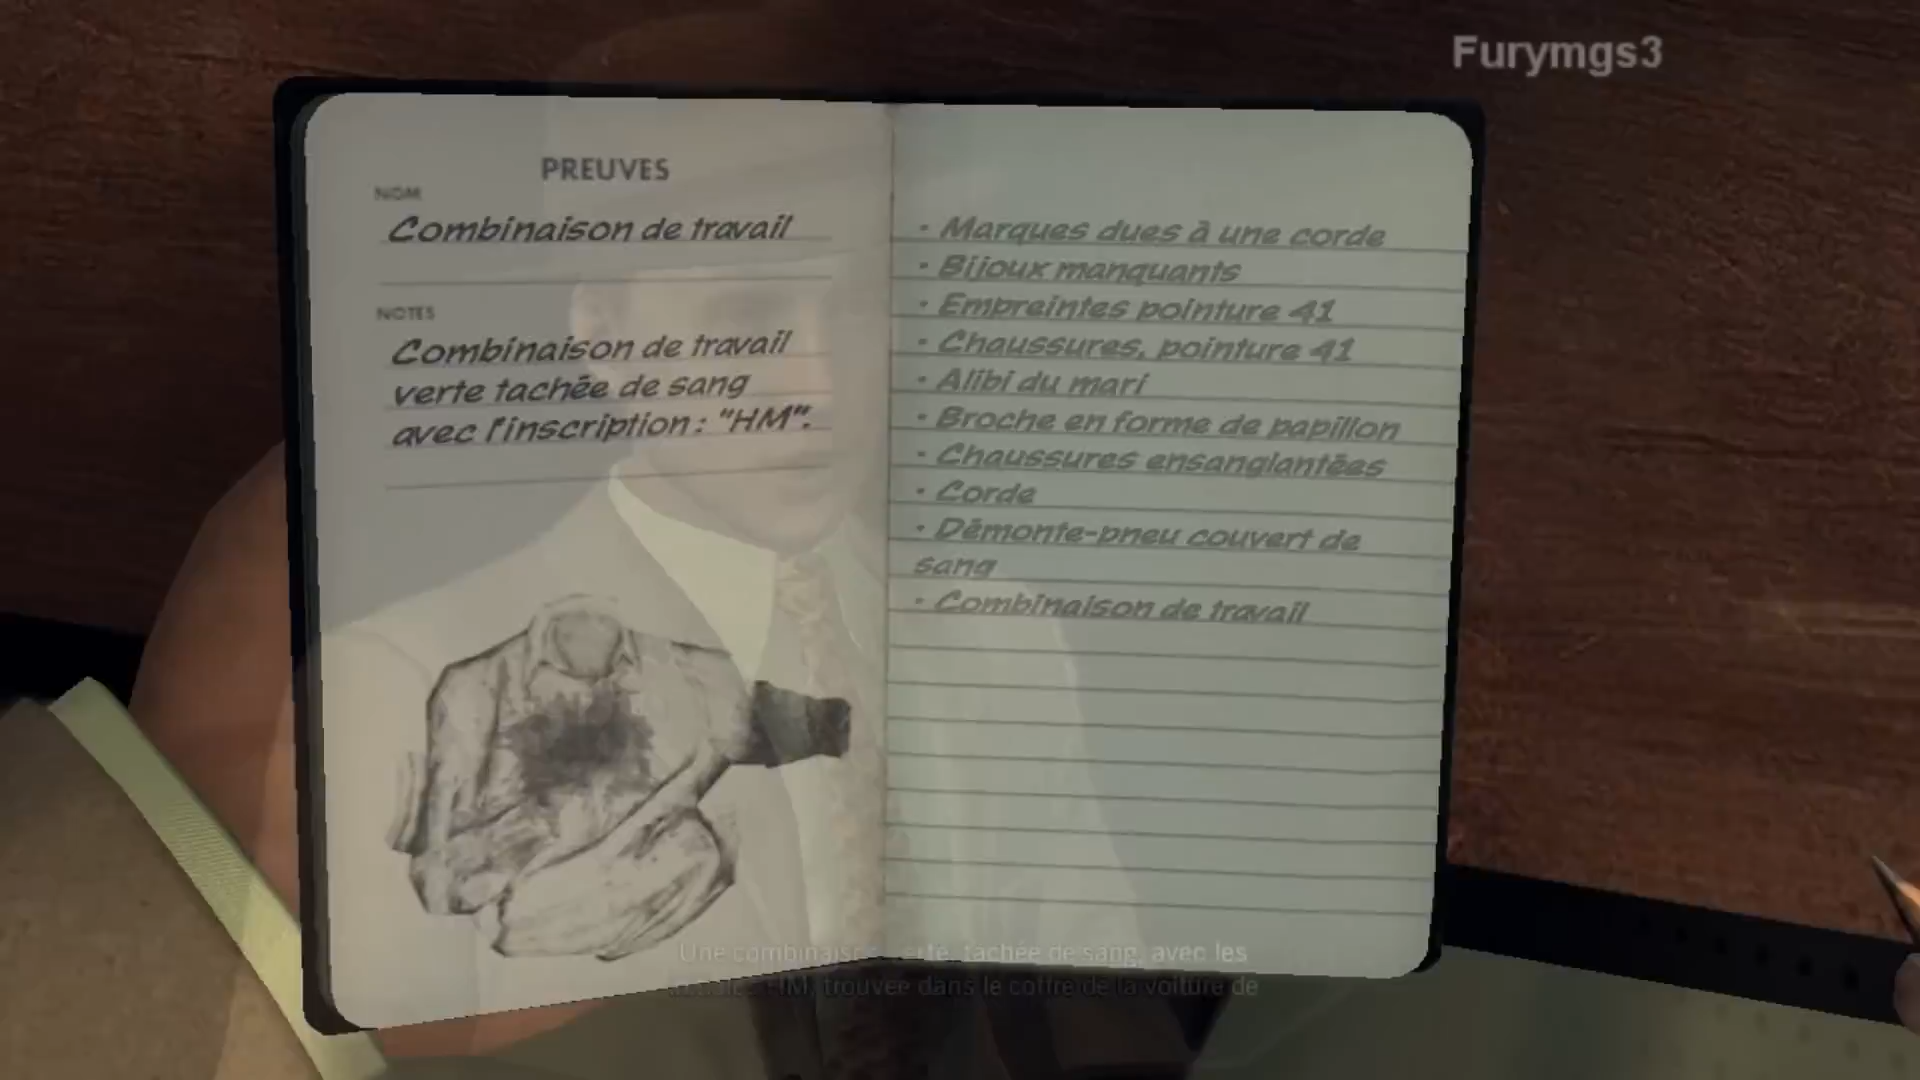 Furymgs3
PREUVES
NOM
Combinaison de travail
NOTES
Combinaison de travail
verte tachée de sang
avec l'inscription : "HM".
• Marques dues à une corde
• Bijoux manquants
• Empreintes pointure 41
• Chaussures, pointure 41
• Alibi du mari
• Broche en forme de papillon
• Chaussures ensanglantées
• Corde
• Démonte-pneu couvert de
sang
• Combinaison de travail
Une tachée de sang, avec les
HM, trouvée dans le coffre de la voiture de